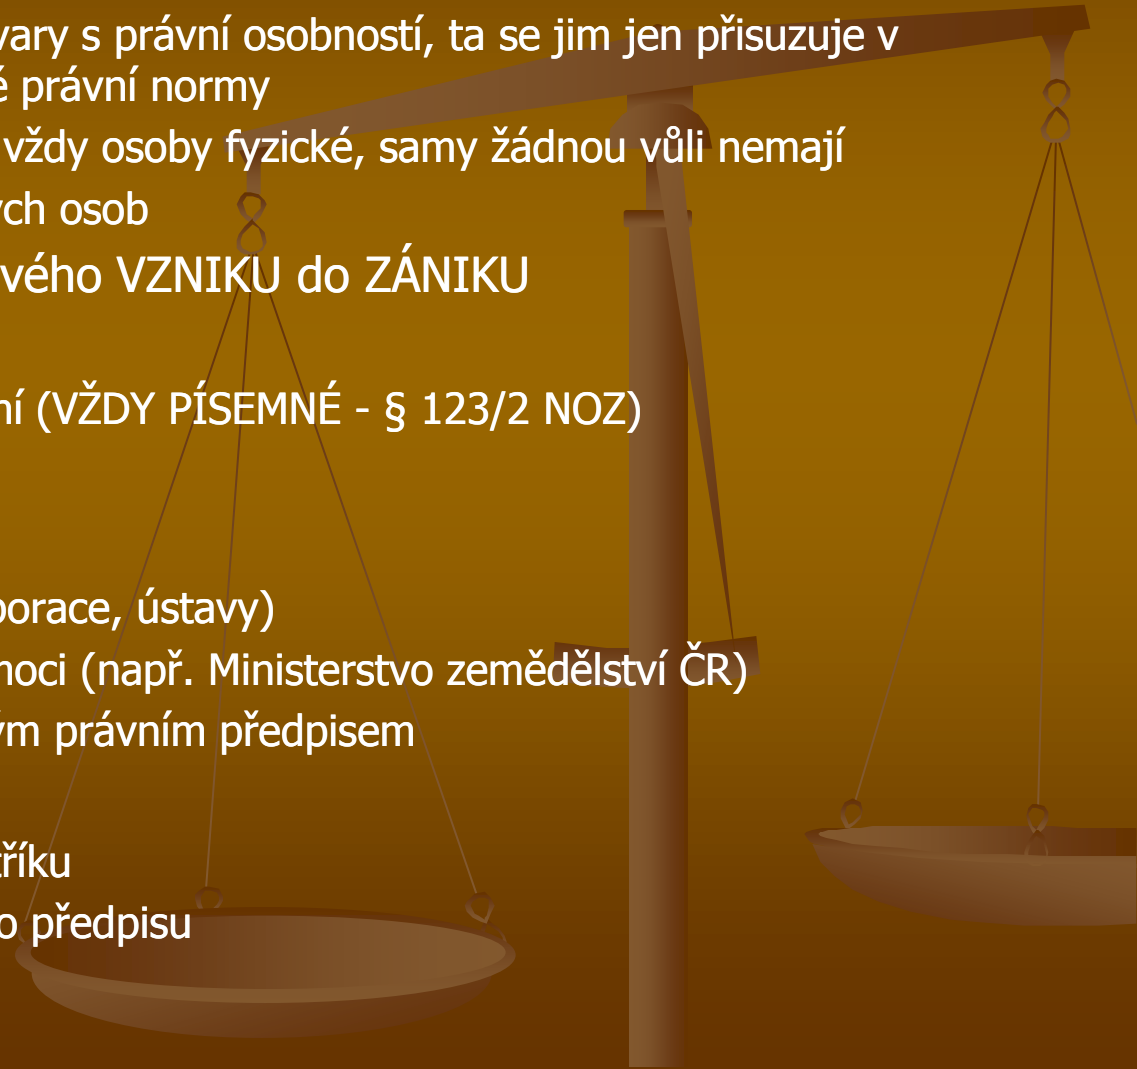 vary s právní osobností, ta se jim jen přisuzuje v
é právní normy
vždy osoby fyzické, samy žádnou vůli nemají
ých osob
vého VZNIKU do ZÁNIKU
ní (VŽDY PÍSEMNÉ - § 123/2 NOZ)
porace, ústavy)
moci (např. Ministerstvo zemědělství ČR)
ým právním předpisem
tříku
o předpisu